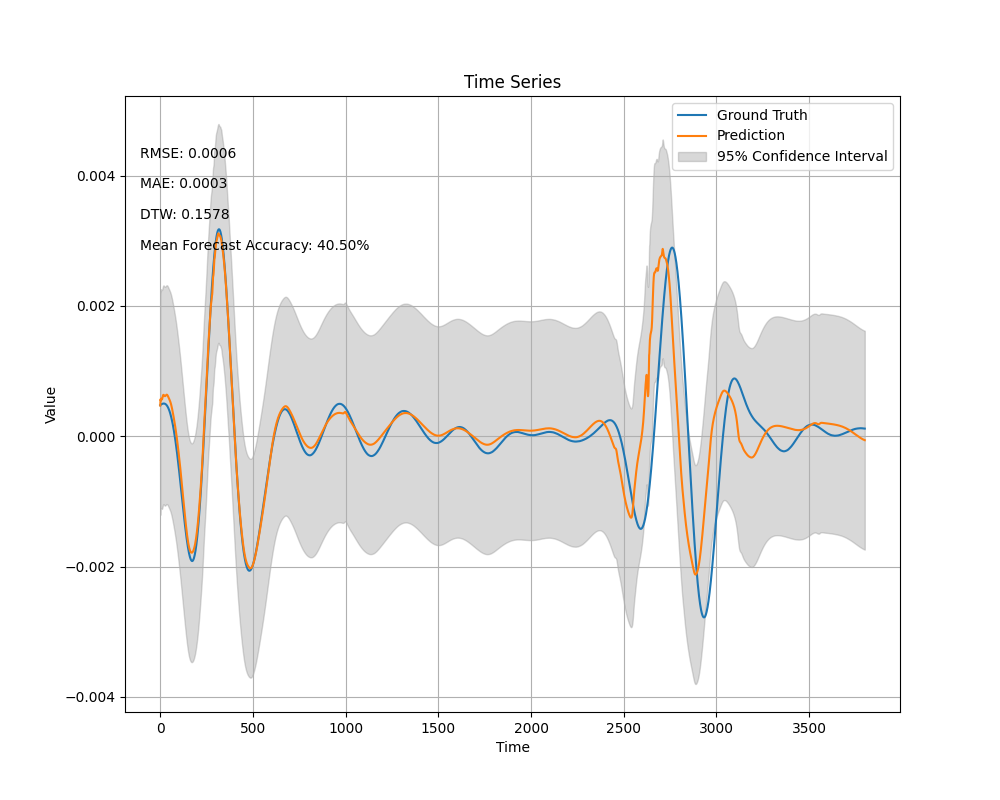 Time Series
Ground Truth
Prediction
95% Confidence Interval
RMSE: 0.0006
MAE: 0.0003
DTW: 0.1578
Mean Forecast Accuracy: 40.50%
Value
0.004
0.002
0.000
−0.002
−0.004
0 500 1000 1500 2000 2500 3000 3500
Time